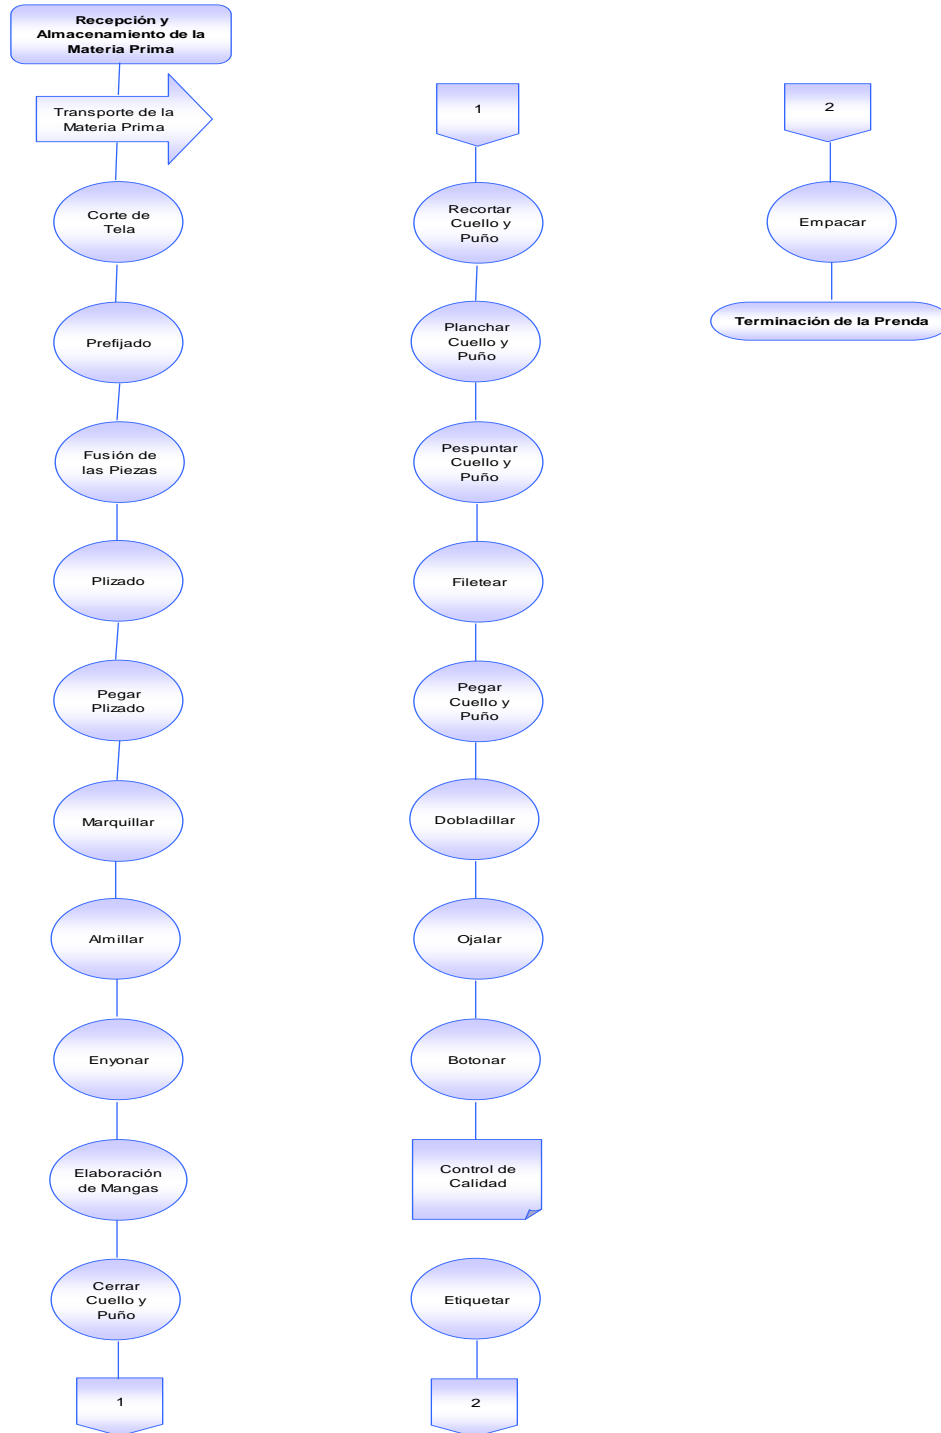 Recepción y
Almacenamiento de la
Materia Prima
Transporte de la
Materia Prima
Corte de
Tela
Prefijado
Fusión de
las Piezas
Plizado
Pegar
Plizado
Marquillar
Almillar
Enyonar
Elaboración
de Mangas
Cerrar
Cuello y
Puño
1
1
Recortar
Cuello y
Puño
Planchar
Cuello y
Puño
Pespuntar
Cuello y
Puño
Filetear
Pegar
Cuello y
Puño
Dobladillar
Ojalar
Botonar
Control de
Calidad
Etiquetar
2
2
Empacar
Terminación de la Prenda